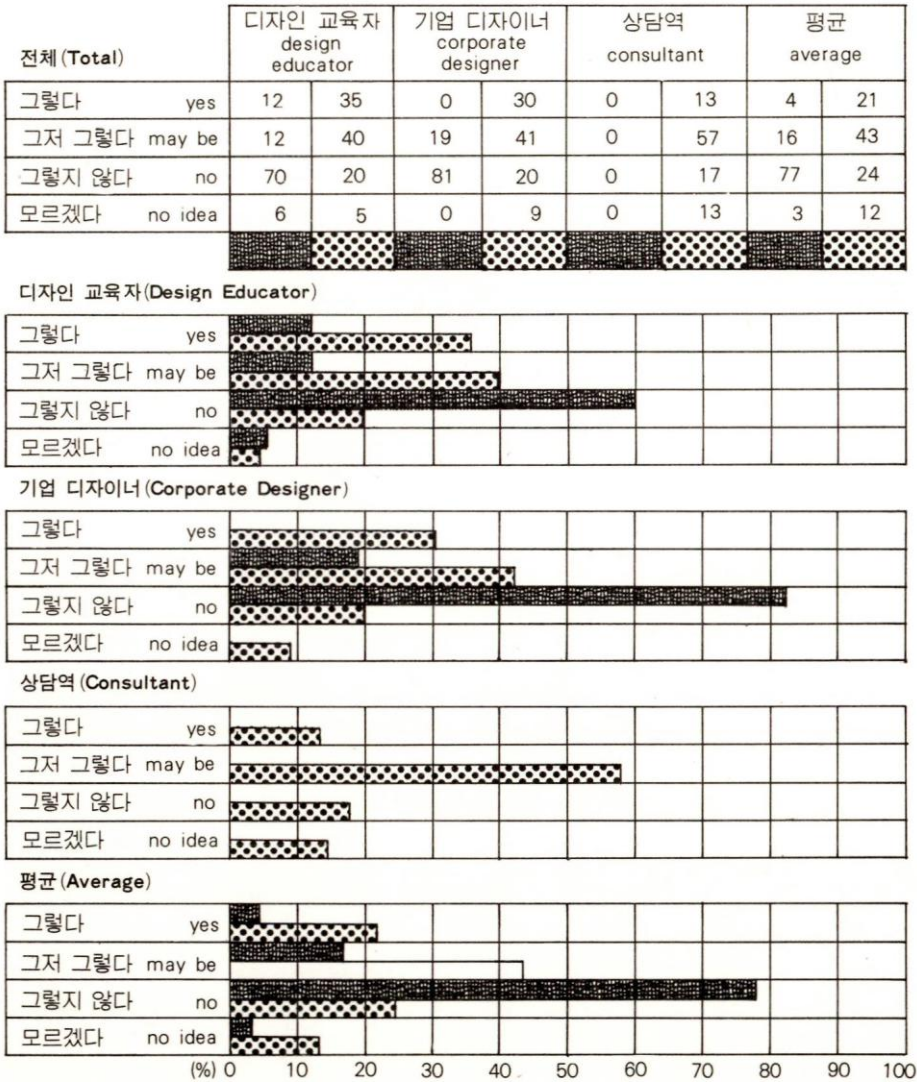 디자인 교육자 기업 디자이너 상담역 평균
design educator corporate designer consultant average
전체(Total)
그렇다 yes 12 35 0 30 0 13 4 21
그저 그렇다 may be 12 40 19 41 0 57 16 43
그렇지 않다 no 70 20 81 20 0 17 77 24
모르겠다 no idea 6 5 0 9 0 13 3 12
디자인 교육자(Design Educator)
그렇다 yes
그저 그렇다 may be
그렇지 않다 no
모르겠다 no idea
기업 디자이너(Corporate Designer)
그렇다 yes
그저 그렇다 may be
그렇지 않다 no
모르겠다 no idea
상담역(Consultant)
그렇다 yes
그저 그렇다 may be
그렇지 않다 no
모르겠다 no idea
평균(Average)
그렇다 yes
그저 그렇다 may be
그렇지 않다 no
모르겠다 no idea
(%) 0 10 20 30 40 50 60 70 80 90 100